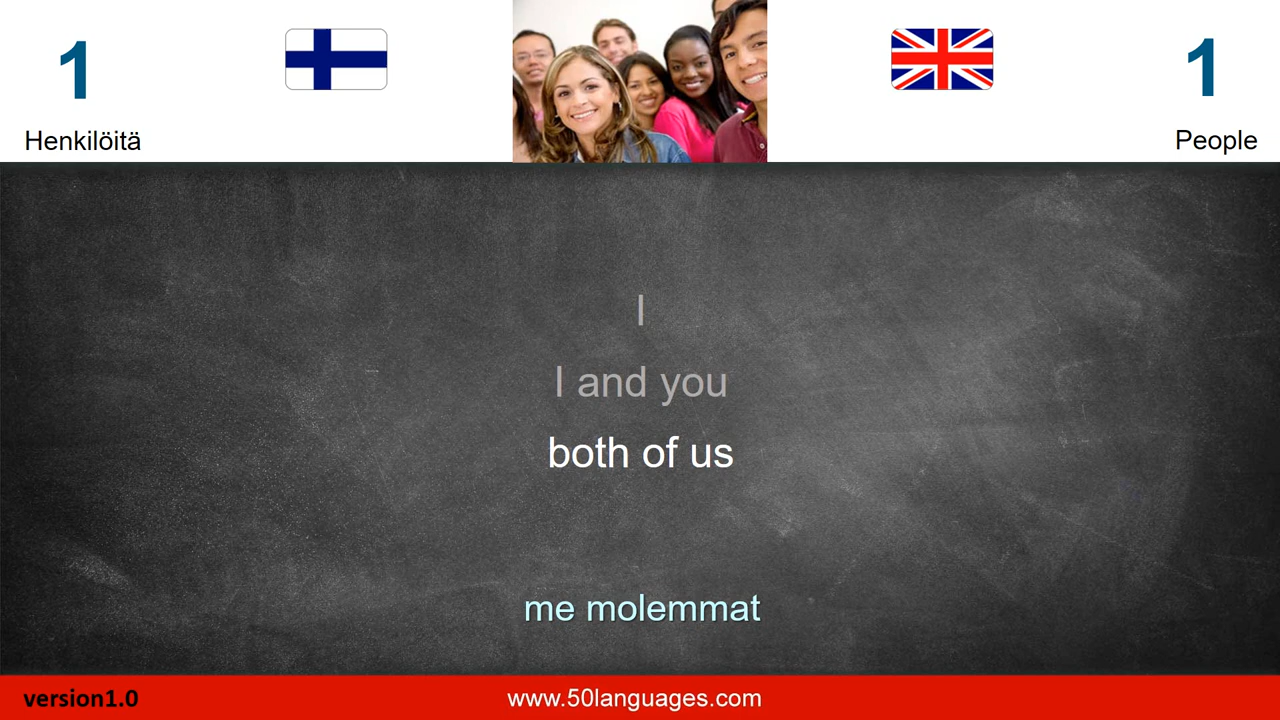 1
1
Henkilöitä
People
I
I and you
both of us
me molemmat
version1.0
www.50languages.com